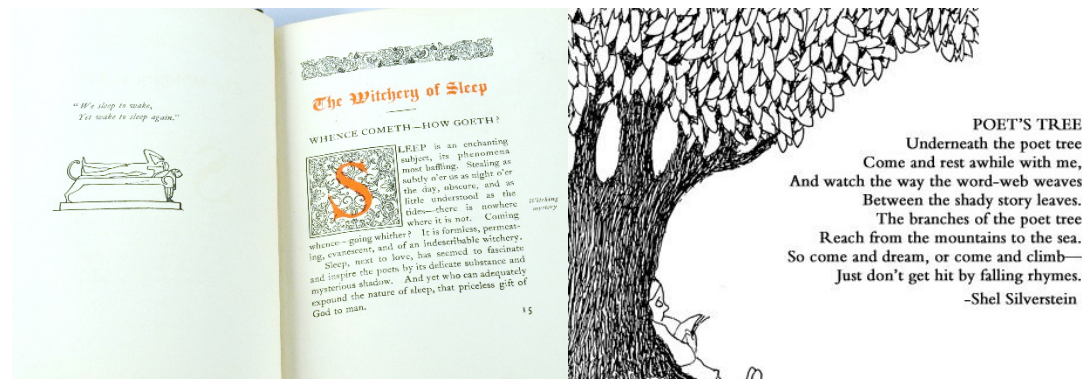 "We sleep to wake,
Yet wake to sleep again."
The Witchery of Sleep
WHENCE COMETH—HOW GOETH?
SLEEP is an enchanting
subject, its phenomena
most baffling. Stealing as
subtly o'er us as night o'er
the day, obscure, and as
little understood as the
tides—there is nowhere
where it is not. Coming
whence—going whither? It is formless, permeat-
ing, evanescent, and of an indescribable witchery.
Sleep, next to love, has seemed to fascinate
and inspire the poets by its delicate substance and
mysterious shadow. And yet who can adequately
expound the nature of sleep, that priceless gift of
God to man.
Witching
mystery
15
POET'S TREE
Underneath the poet tree
Come and rest awhile with me,
And watch the way the word-web weaves
Between the shady story leaves.
The branches of the poet tree
Reach from the mountains to the sea.
So come and dream, or come and climb—
Just don't get hit by falling rhymes.
-Shel Silverstein